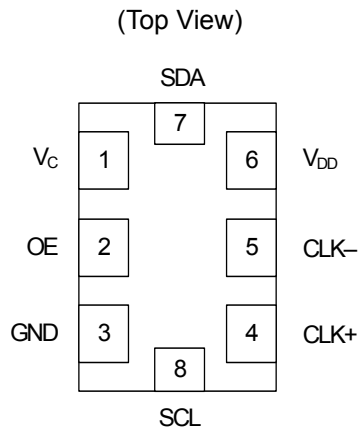 (Top View)
SDA
7
VC 1 6 VDD
OE 2 5 CLK–
GND 3 4 CLK+
8
SCL